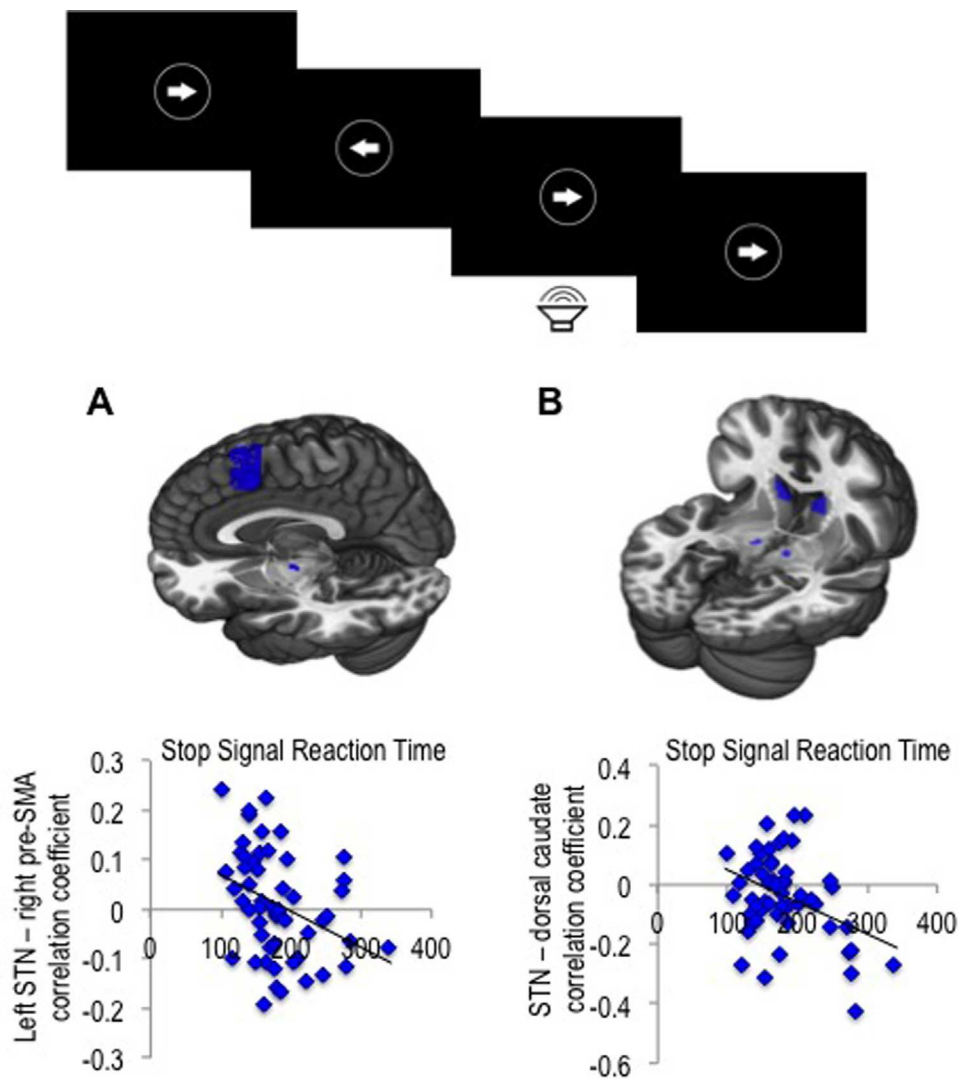 A
B
Stop Signal Reaction Time
Left STN – right pre-SMA
correlation coefficient
0.3
0.2
0.1
0
-0.1
-0.2
-0.3
0
100
200
300
400
Stop Signal Reaction Time
STN – dorsal caudate
correlation coefficient
0.4
0.2
0
-0.2
-0.4
-0.6
0
100
200
300
400